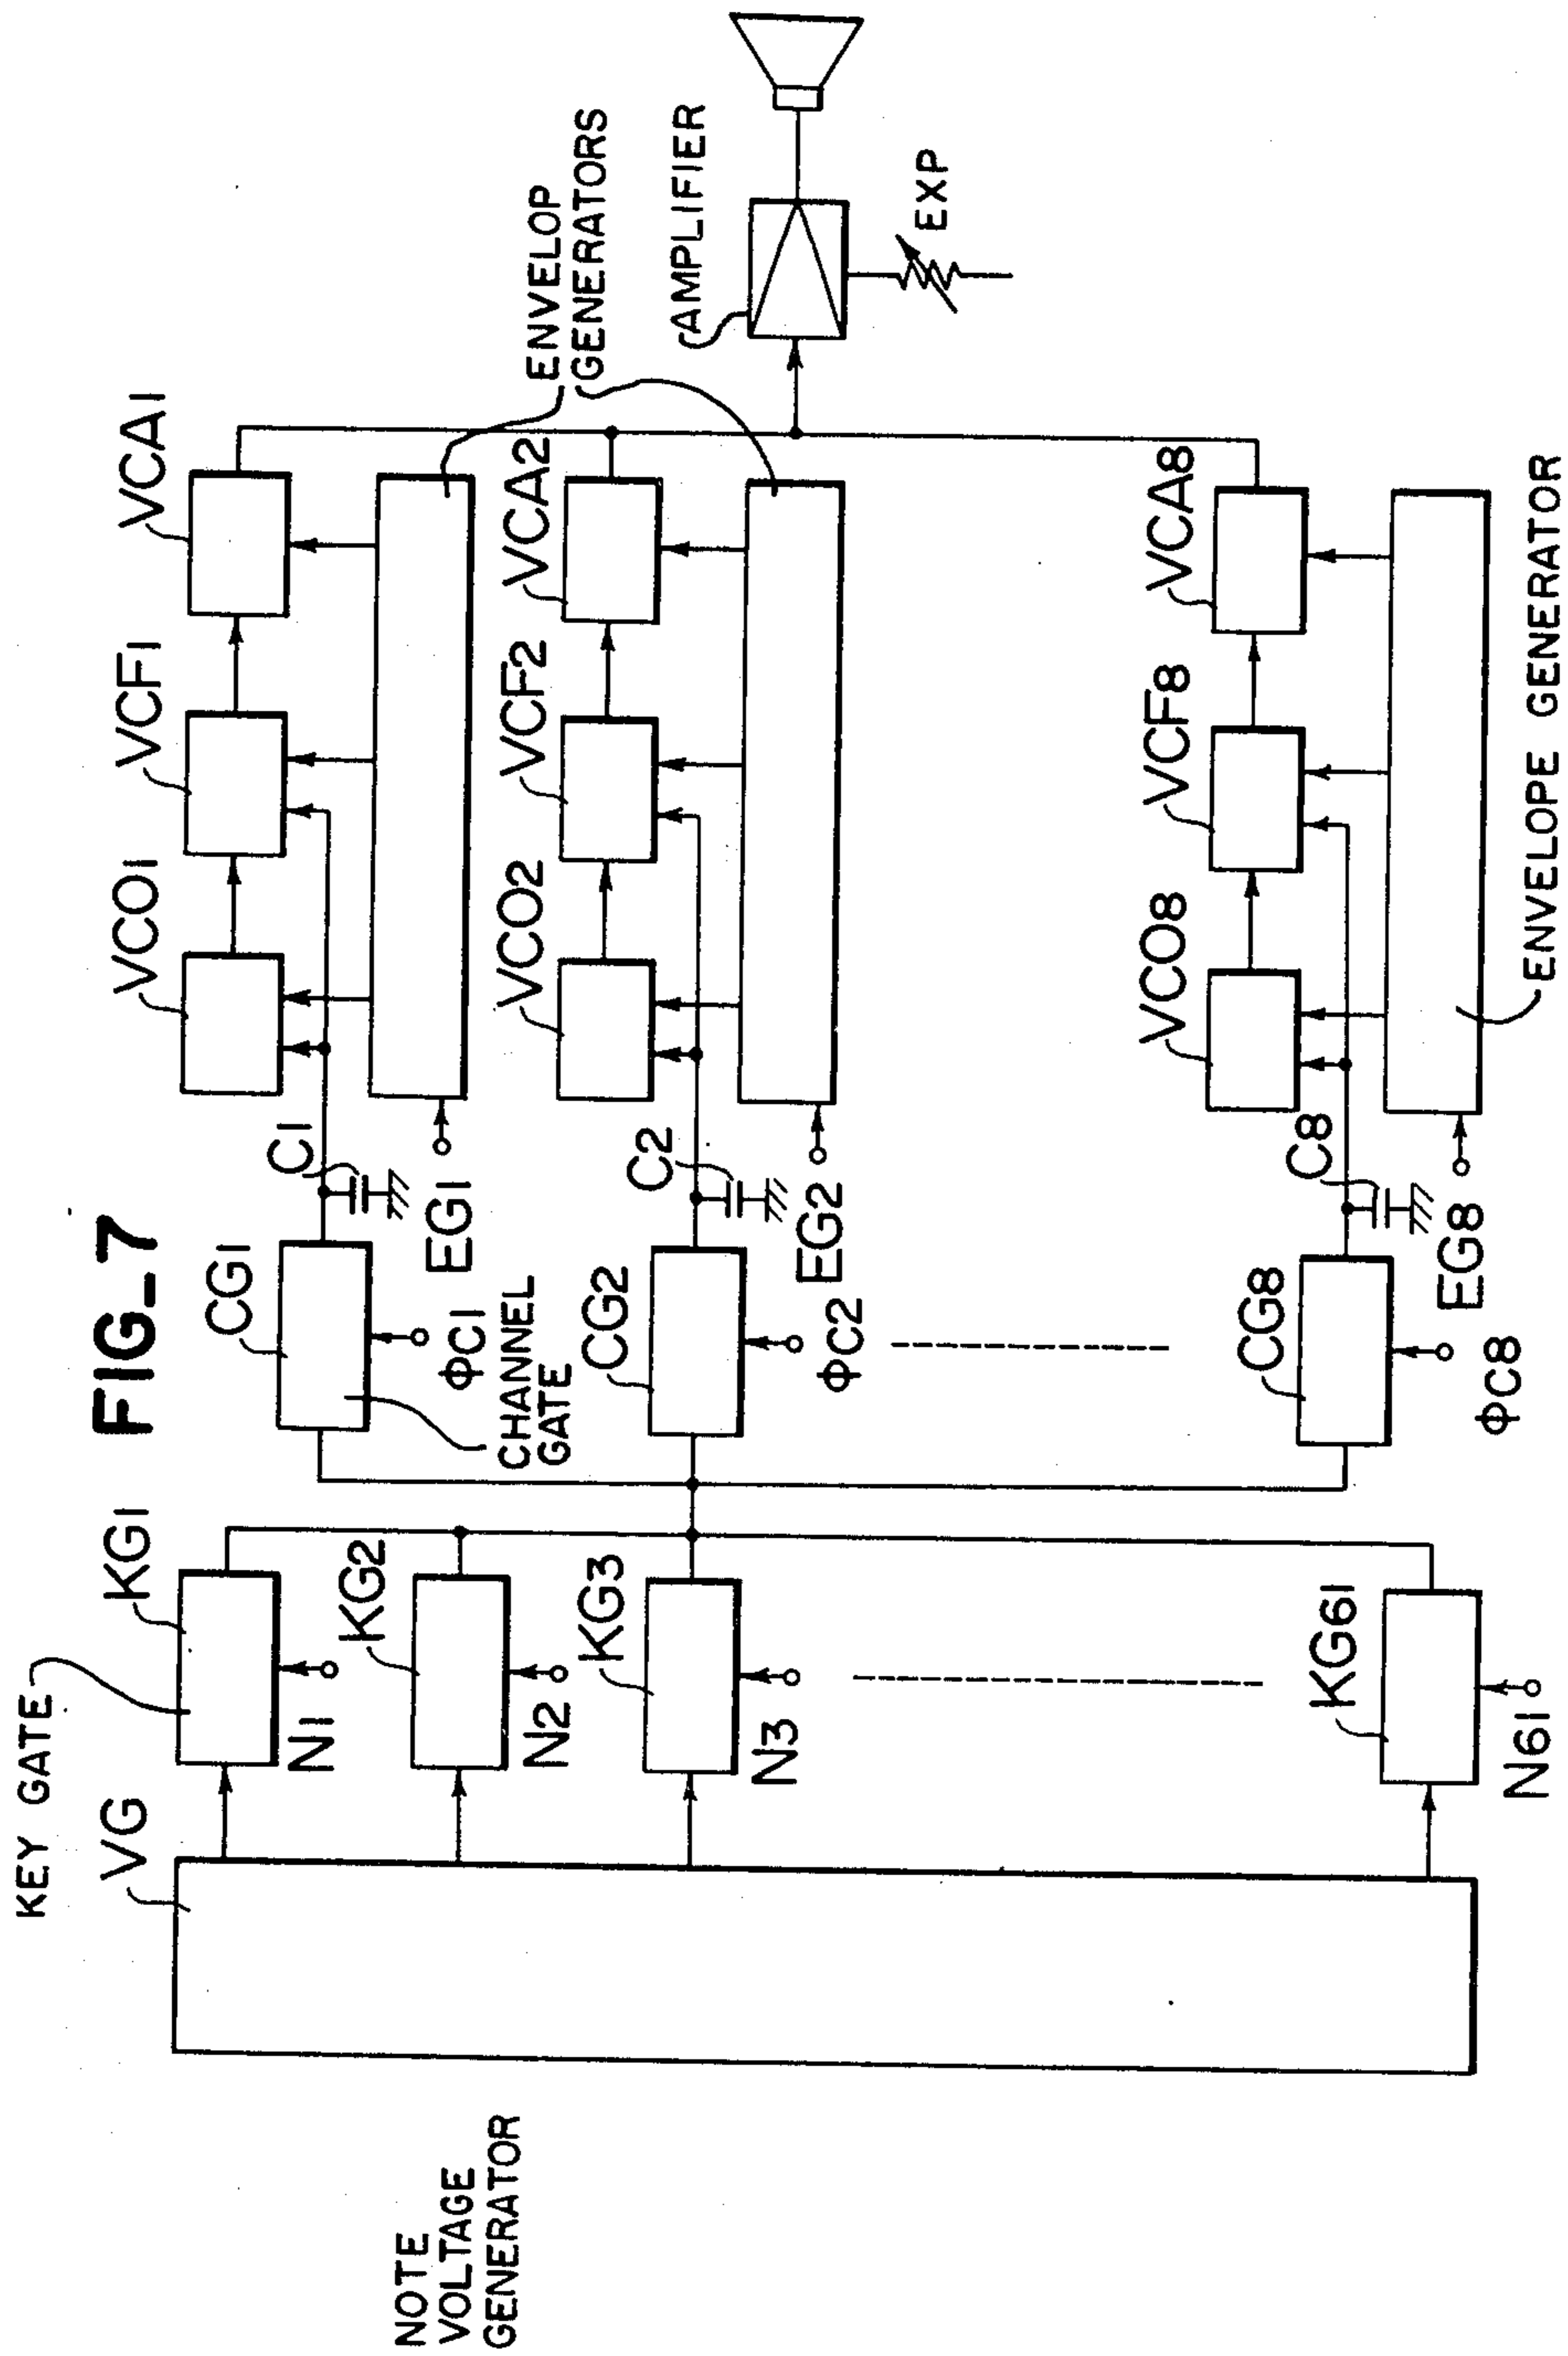 FIG_7
KEY GATE
VG
NOTE
VOLTAGE
GENERATOR
KG1
N1
KG2
N2
KG3
N3
KG61
N61
CG1
ΦC1
CHANNEL
GATE
CG2
ΦC2
CG8
ΦC8
C1
EG1
C2
EG2
C8
EG8
VCO1
VCF1
VCA1
VCO2
VCF2
VCA2
VCO8
VCF8
VCA8
ENVELOP
GENERATORS
ENVELOPE GENERATOR
AMPLIFIER
EXP